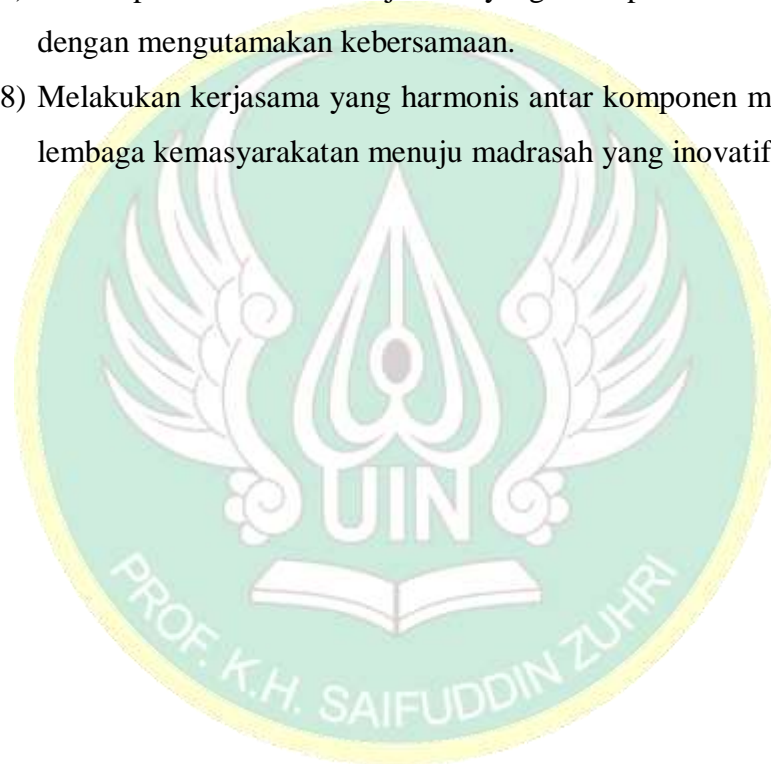 dengan mengutamakan kebersamaan.
8) Melakukan kerjasama yang harmonis antar komponen
lembaga kemasyarakatan menuju madrasah yang inovatif
UIN
PROF. K.H. SAIFUDDIN ZUHRI